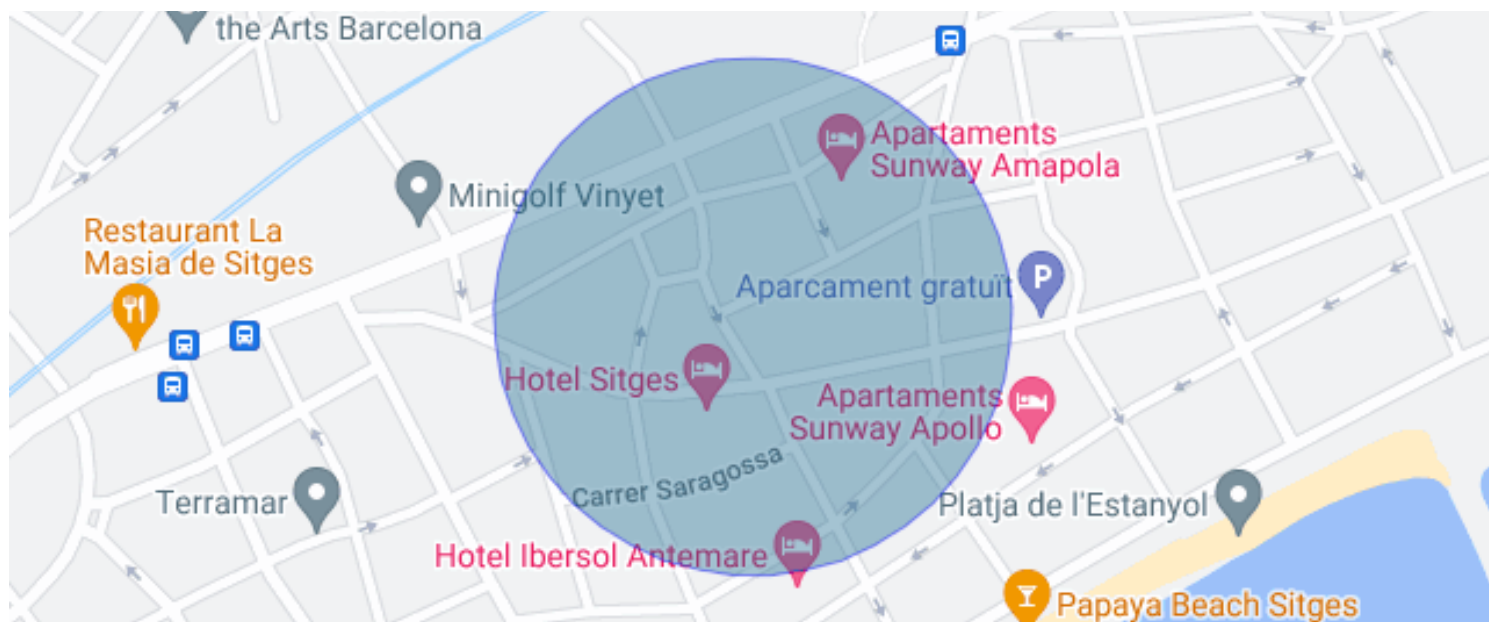 the Arts Barcelona
Apartaments
Sunway Amapola
Minigolf Vinyet
Restaurant La
Masia de Sitges
Aparcament gratuït
P
Hotel Sitges
Apartaments
Sunway Apollo
Carrer Saragossa
Terramar
Platja de l'Estanyol
Hotel Ibersol Antemare
Papaya Beach Sitges